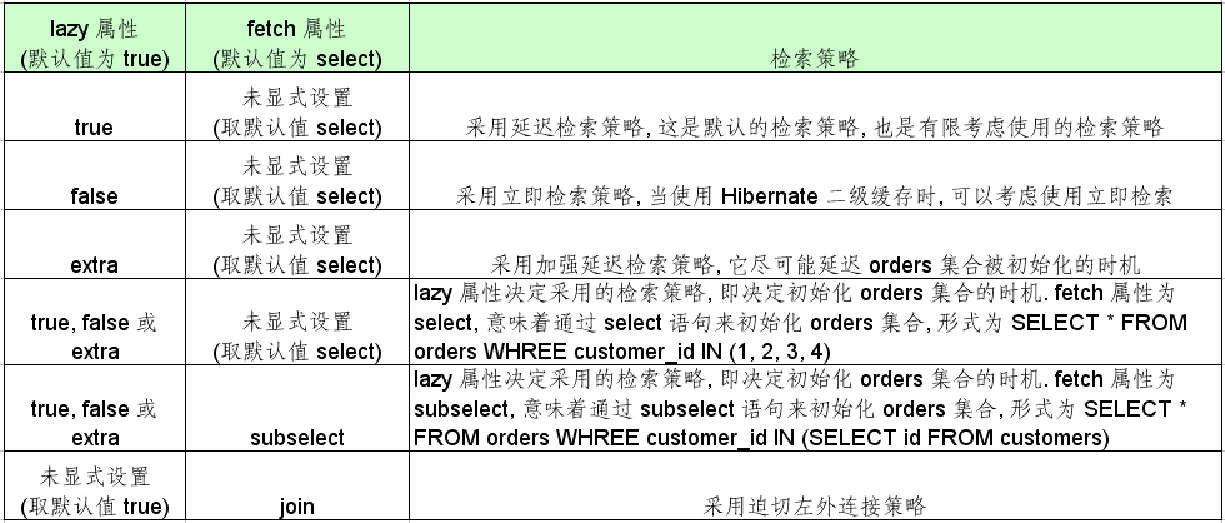 lazy 属性
(默认值为 true)
fetch 属性
(默认值为 select)
检索策略
true
未显式设置
(取默认值 select)
采用延迟检索策略, 这是默认的检索策略, 也是有限考虑使用的检索策略
false
未显式设置
(取默认值 select)
采用立即检索策略, 当使用 Hibernate 二级缓存时, 可以考虑使用立即检索
extra
未显式设置
(取默认值 select)
采用加强延迟检索策略, 它尽可能延迟 orders 集合被初始化的时机
true, false 或
extra
未显式设置
(取默认值 select)
lazy 属性决定采用的检索策略, 即决定初始化 orders 集合的时机. fetch 属性为
select, 意味着通过 select 语句来初始化 orders 集合, 形式为 SELECT * FROM
orders WHREE customer_id IN (1, 2, 3, 4)
true, false 或
extra
subselect
lazy 属性决定采用的检索策略, 即决定初始化 orders 集合的时机. fetch 属性为
subselect, 意味着通过 subselect 语句来初始化 orders 集合, 形式为 SELECT *
FROM orders WHREE customer_id IN (SELECT id FROM customers)
未显式设置
(取默认值 true)
join
采用迫切左外连接策略